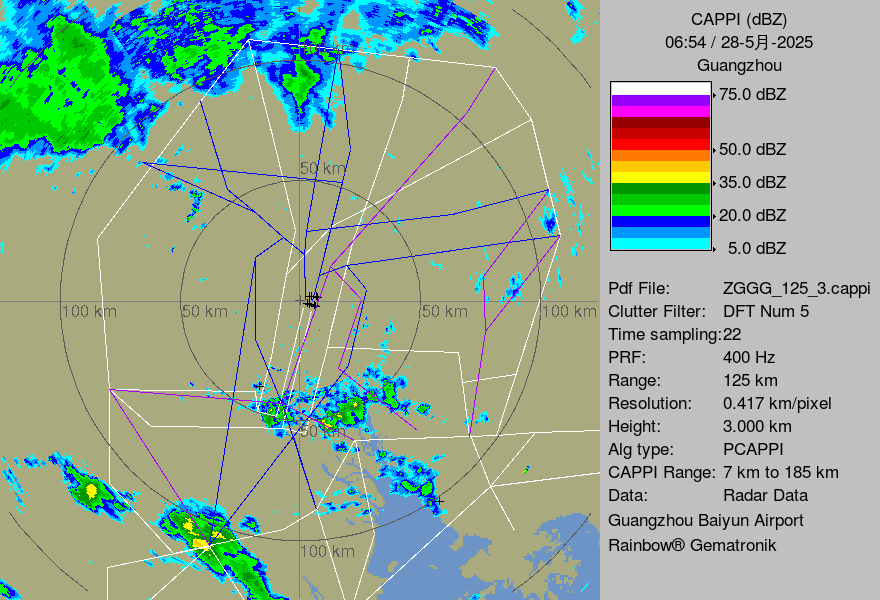 CAPPI (dBZ)
06:54 / 28-5月-2025
Guangzhou
75.0 dBZ
50.0 dBZ
35.0 dBZ
20.0 dBZ
5.0 dBZ
Pdf File: ZGGG_125_3.cappi
Clutter Filter: DFT Num 5
Time sampling:22
PRF: 400 Hz
Range: 125 km
Resolution: 0.417 km/pixel
Height: 3.000 km
Alg type: PCAPPI
CAPPI Range: 7 km to 185 km
Data: Radar Data
Guangzhou Baiyun Airport
Rainbow® Gematronik
50 km
100 km
50 km
50 km
100 km
50 km
100 km